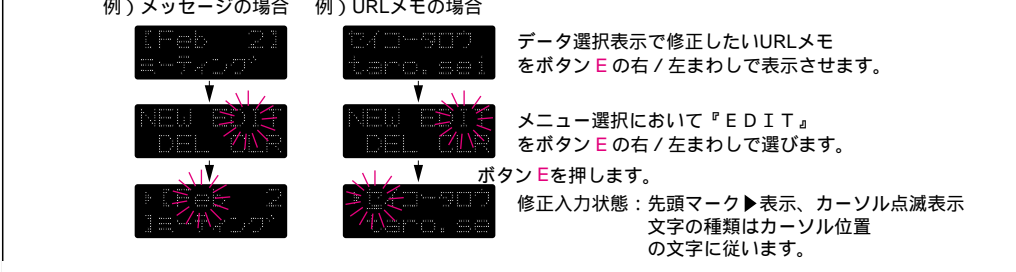 例）メッセージの場合　例）URLメモの場合
[Feb 2]
ミーティング
セイコータロウ
taro.sei
データ選択表示で修正したいURLメモ
をボタン E の右 / 左まわしで表示させます。
NEW EDIT
DEL CLR
NEW EDIT
DEL CLR
メニュー選択において『ＥＤＩＴ』
をボタン E の右 / 左まわしで選びます。
ボタン Eを押します。
]ミーティング
taro.se
修正入力状態：先頭マーク▶表示、カーソル点滅表示
文字の種類はカーソル位置
の文字に従います。